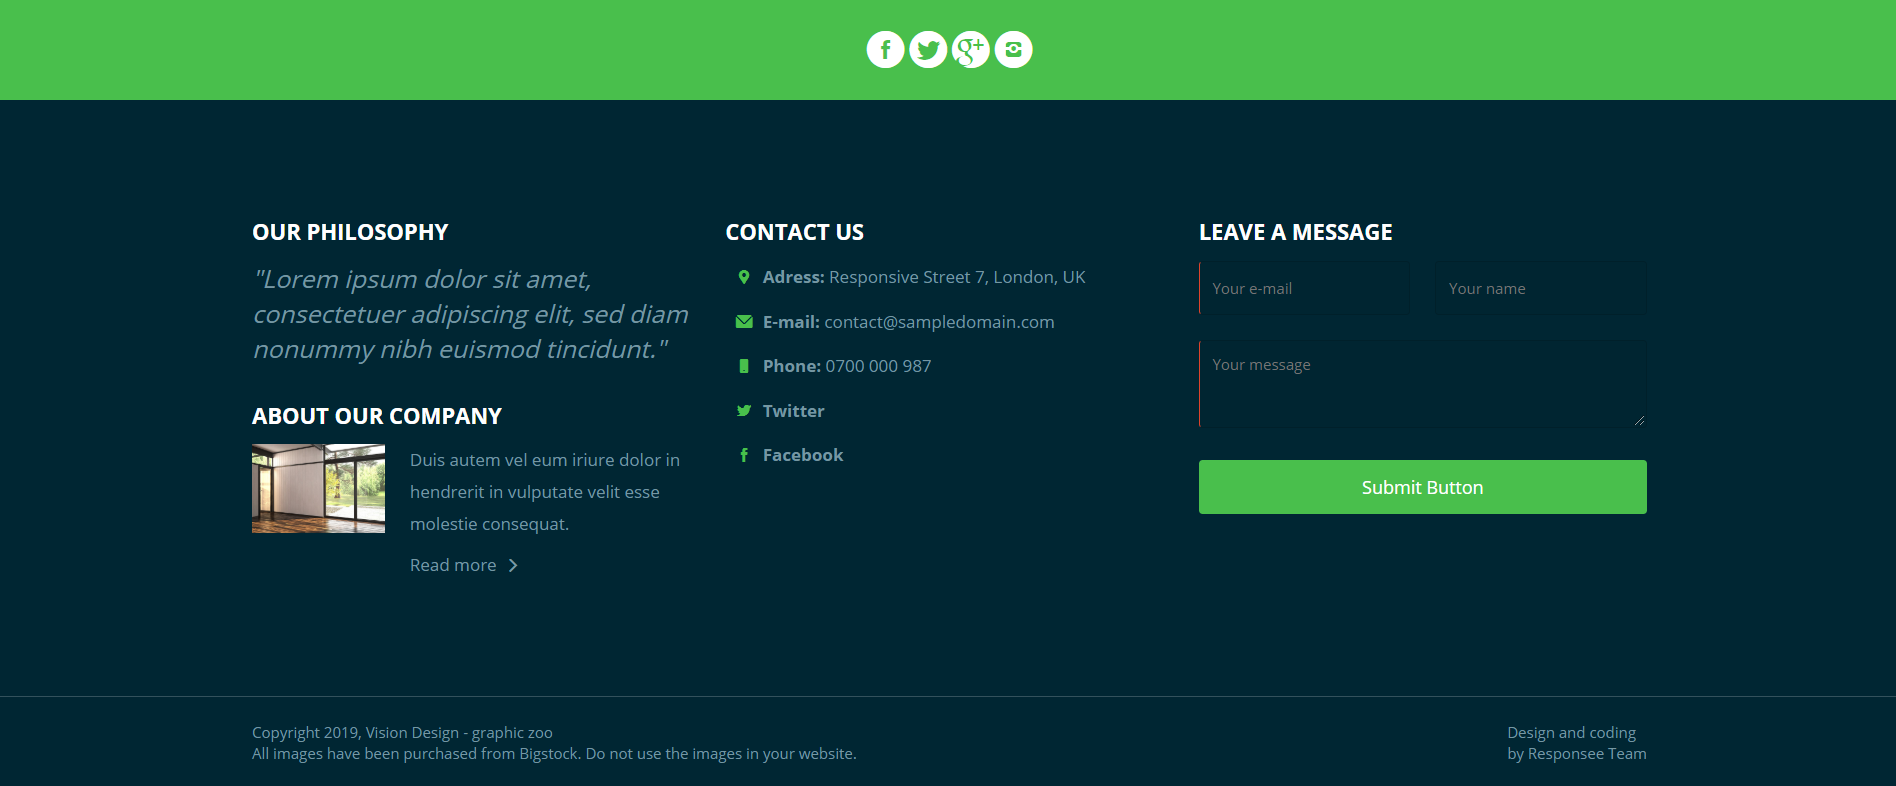 OUR PHILOSOPHY
"Lorem ipsum dolor sit amet,
consectetuer adipiscing elit, sed diam
nonummy nibh euismod tincidunt."
ABOUT OUR COMPANY
Duis autem vel eum iriure dolor in
hendrerit in vulputate velit esse
molestie consequat.
Read more
CONTACT US
Adress: Responsive Street 7, London, UK
E-mail: contact@sampledomain.com
Phone: 0700 000 987
Twitter
Facebook
LEAVE A MESSAGE
Your e-mail
Your name
Your message
Submit Button
Copyright 2019, Vision Design - graphic zoo
All images have been purchased from Bigstock. Do not use the images in your website.
Design and coding
by Responsee Team